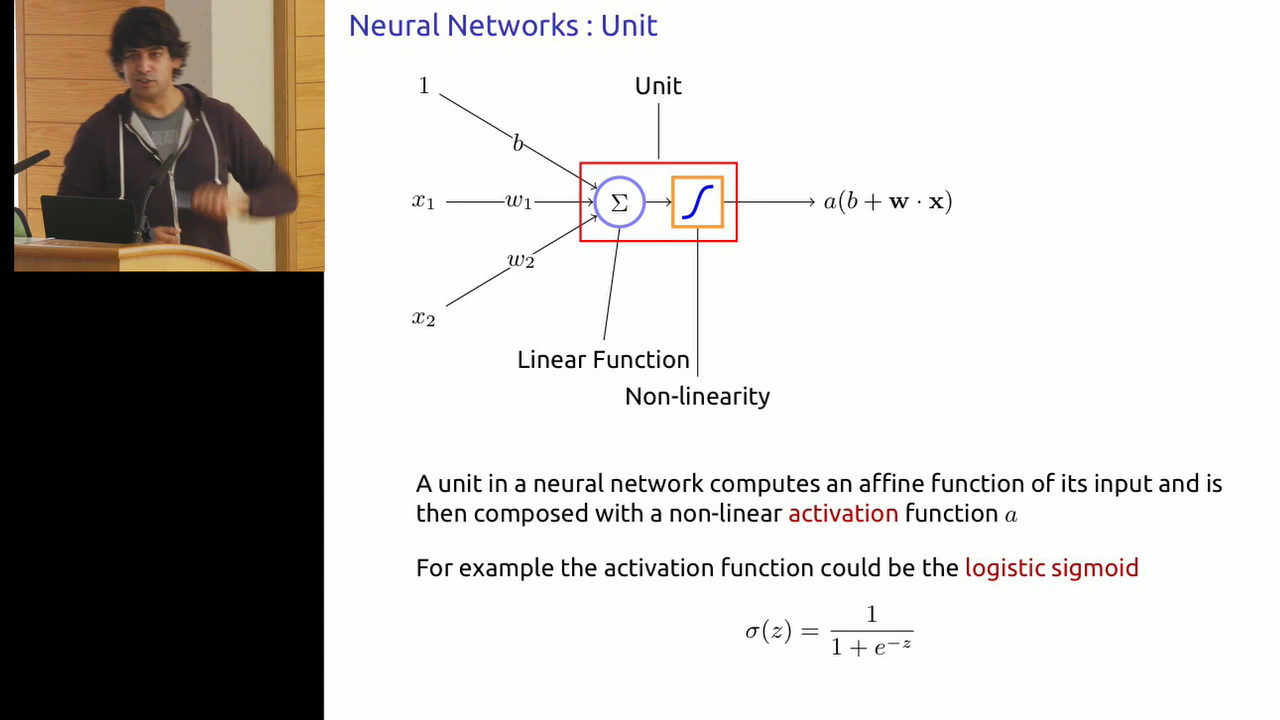 Neural Networks : Unit
1
Unit
b
x₁
w₁
Σ
a(b + w · x)
w₂
x₂
Linear Function
Non-linearity
A unit in a neural network computes an affine function of its input and is
then composed with a non-linear activation function a
For example the activation function could be the logistic sigmoid
σ(z) = 1 / (1 + e⁻ᶻ)